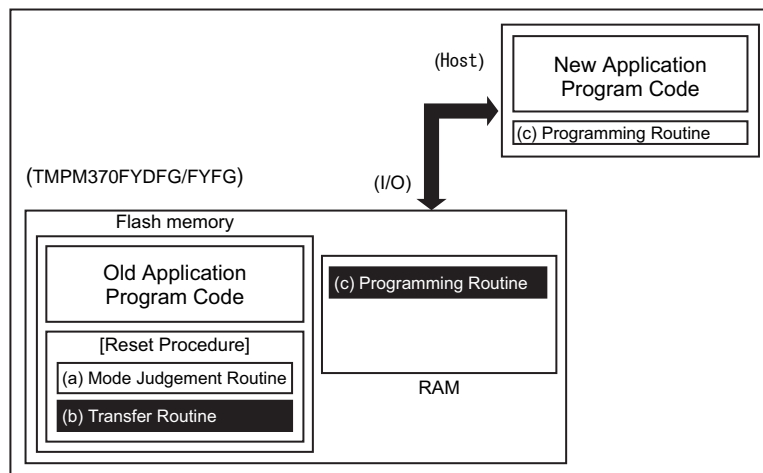 (Host)
New Application
Program Code
(c) Programming Routine
(TMPM370FYDFG/FYFG)
(I/O)
Flash memory
Old Application
Program Code
[Reset Procedure]
(a) Mode Judgement Routine
(b) Transfer Routine
(c) Programming Routine
RAM